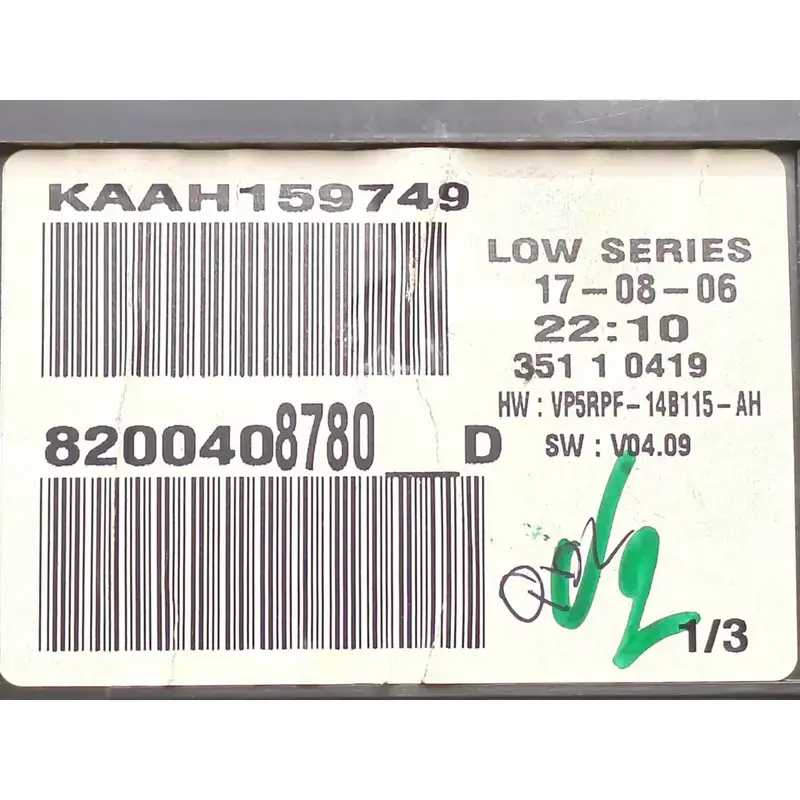 KAAH159749
LOW SERIES
17-08-06
22:10
351 1 0419
HW : VP5RPF-14B115-AH
8200408780__D
SW : V04.09
1/3